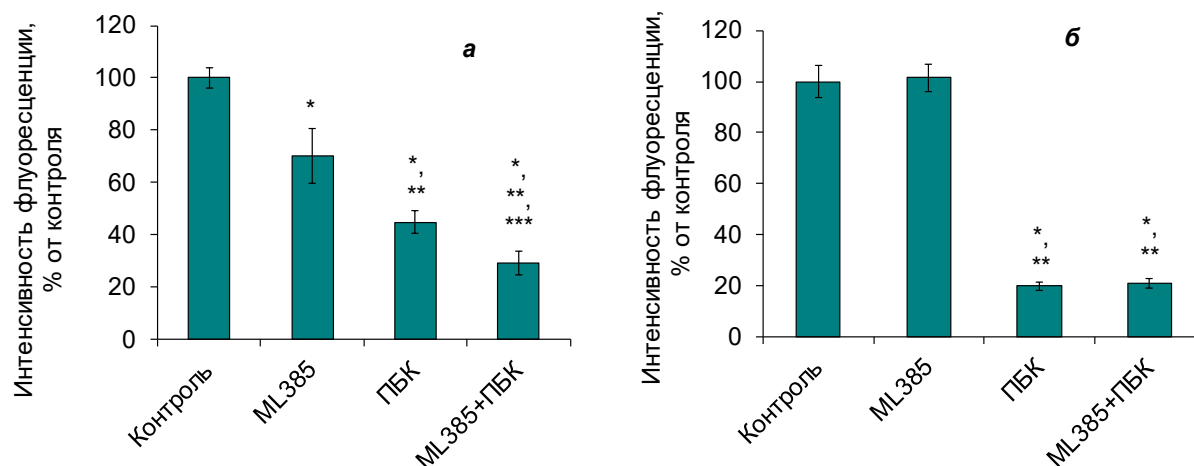 Интенсивность флуоресценции,
% от контроля
120
100
80
60
40
20
0
а
*
*,
**
*,
**,
***
Контроль
ML385
ПБК
ML385+ПБК
Интенсивность флуоресценции,
% от контроля
120
100
80
60
40
20
0
б
*,
**
*,
**
Контроль
ML385
ПБК
ML385+ПБК